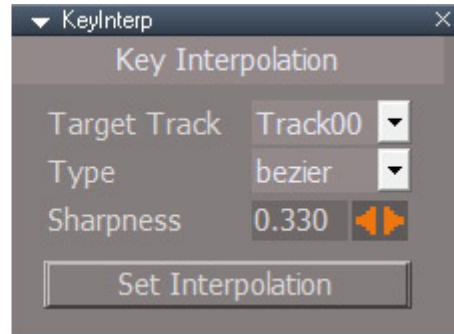 KeyInterp
Key Interpolation
Target Track Track00
Type bezier
Sharpness 0.330
Set Interpolation